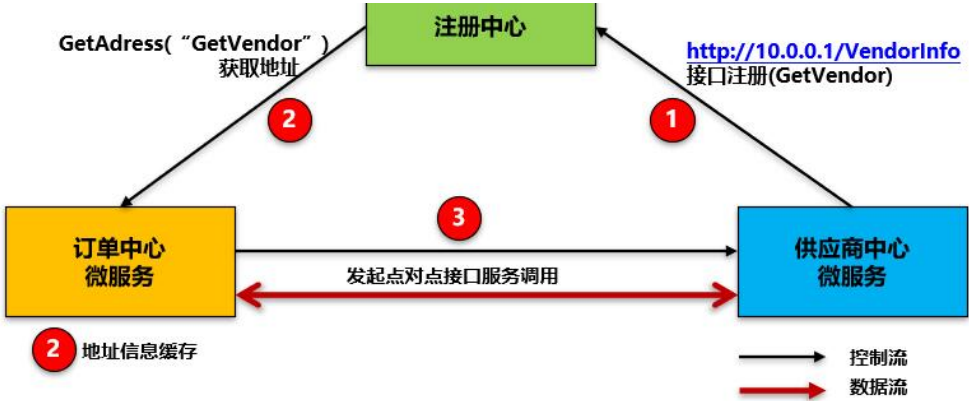 注册中心
GetAdress(“GetVendor”)
获取地址
http://10.0.0.1/VendorInfo
接口注册(GetVendor)
2
1
订单中心
微服务
3
发起点对点接口服务调用
供应商中心
微服务
2 地址信息缓存
控制流
数据流